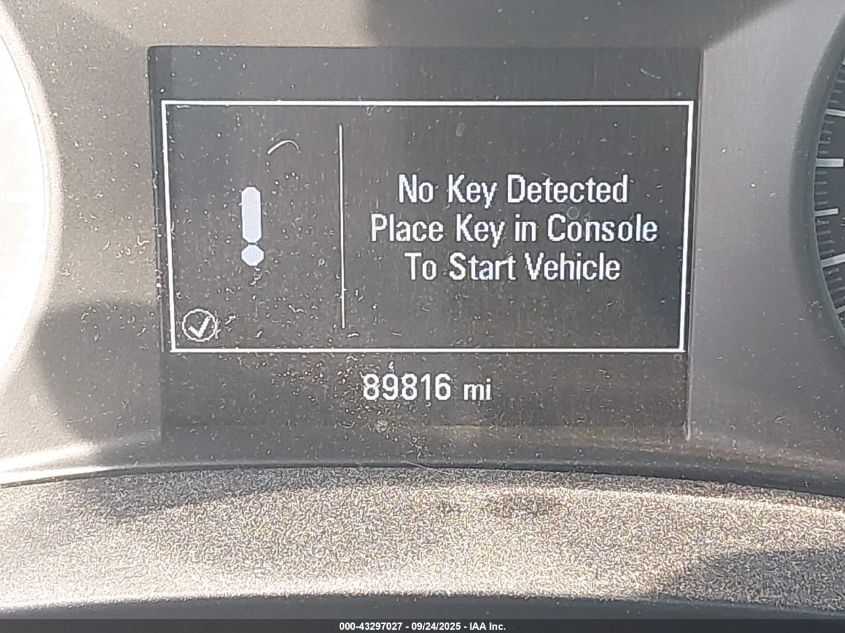 No Key Detected
Place Key in Console
To Start Vehicle
89816 mi
000-43297027 - 09/24/2025 - IAA Inc.